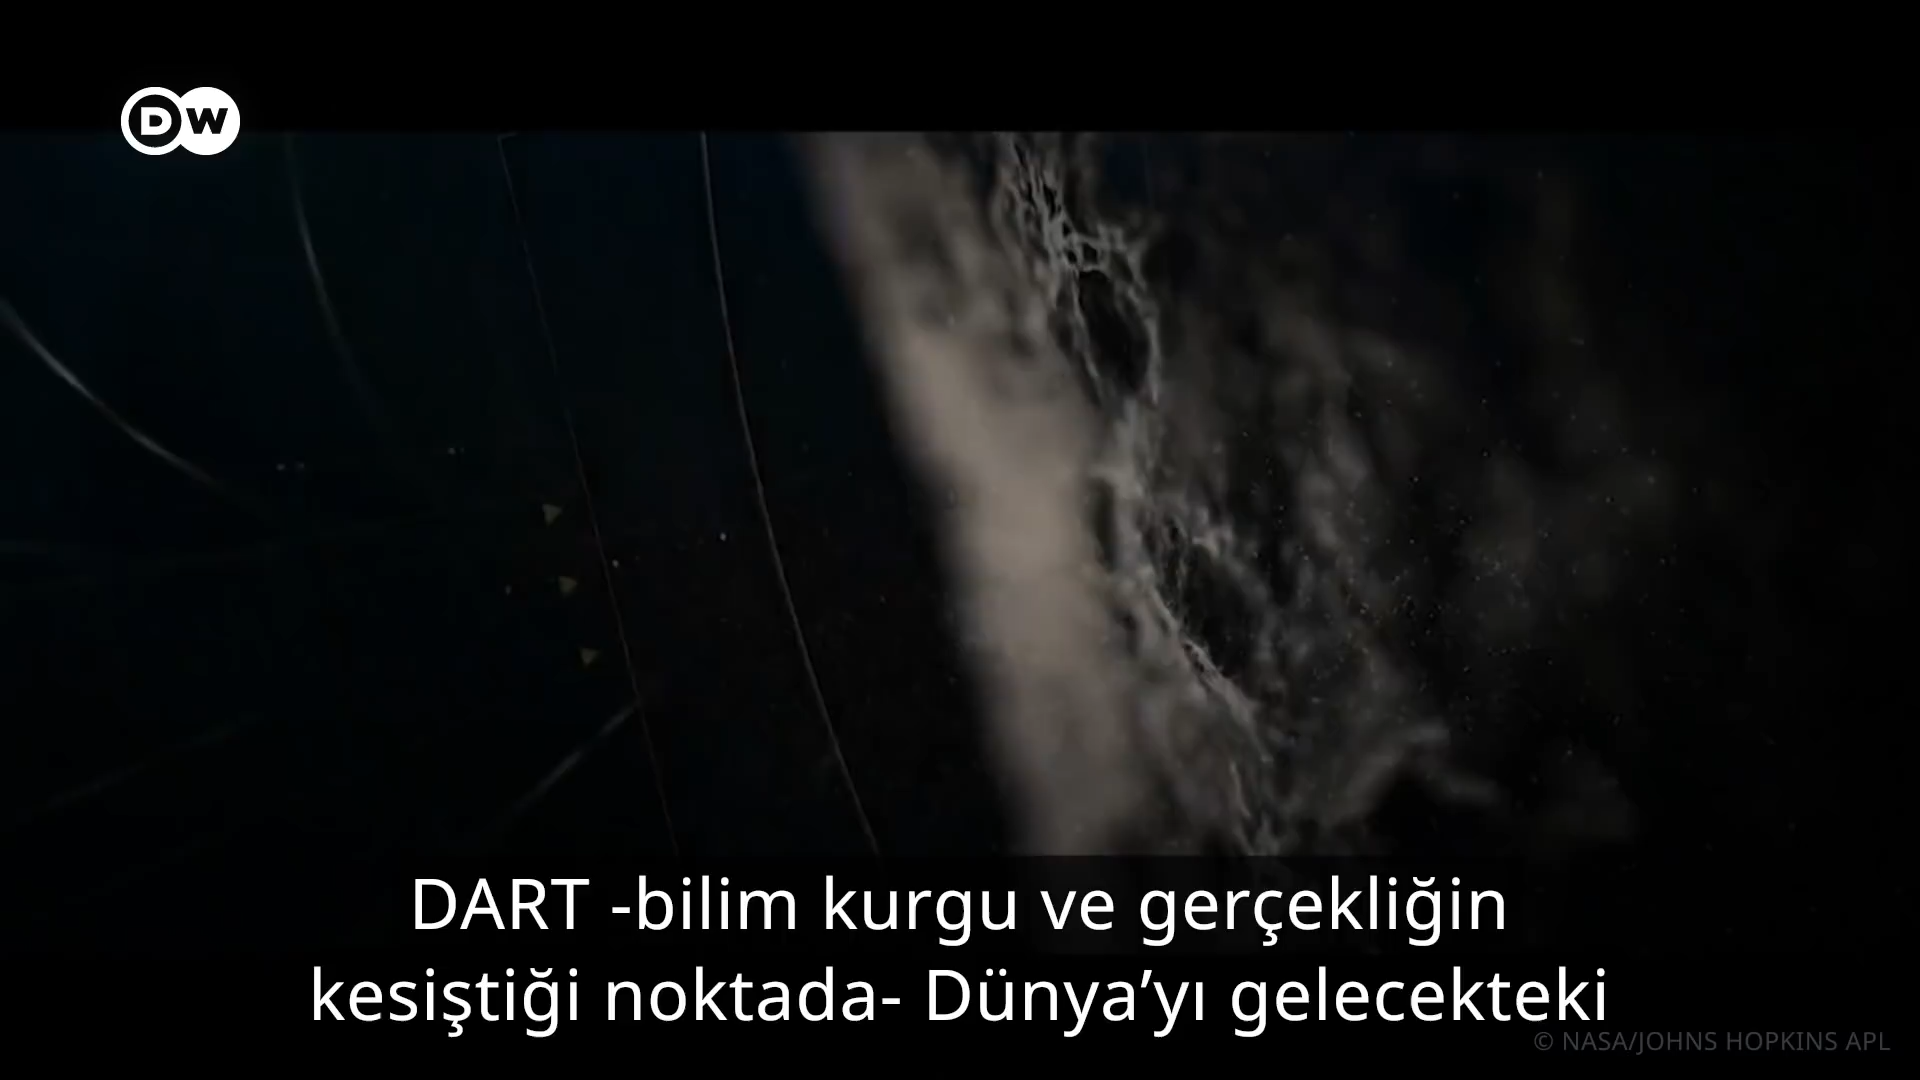 DW
DART -bilim kurgu ve gerçekliğin
kesiştiği noktada- Dünya’yı gelecekteki
© NASA/JOHNS HOPKINS APL